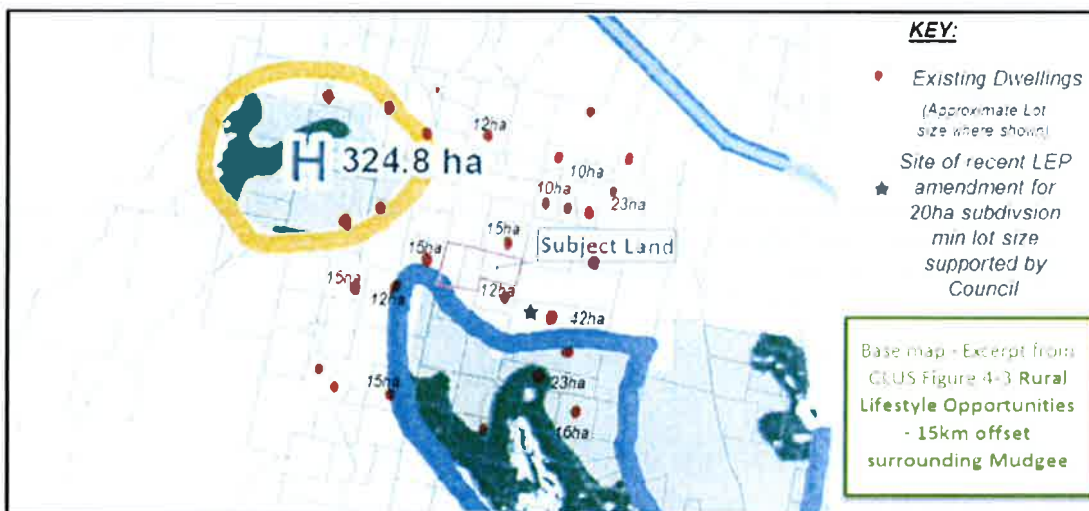 KEY:
Existing Dwellings
(Approximate Lot
size where shown)
Site of recent LEP
amendment for
20ha subdivsion
min lot size
supported by
Council
Base map - Excerpt from
CLUS Figure 4-3 Rural
Lifestyle Opportunities
- 15km offset
surrounding Mudgee
H 324.8 ha
12ha
10ha
10ha
23ha
15ha
Subject Land
15ha
15ha
12ha
12ha
42ha
15ha
23ha
16ha